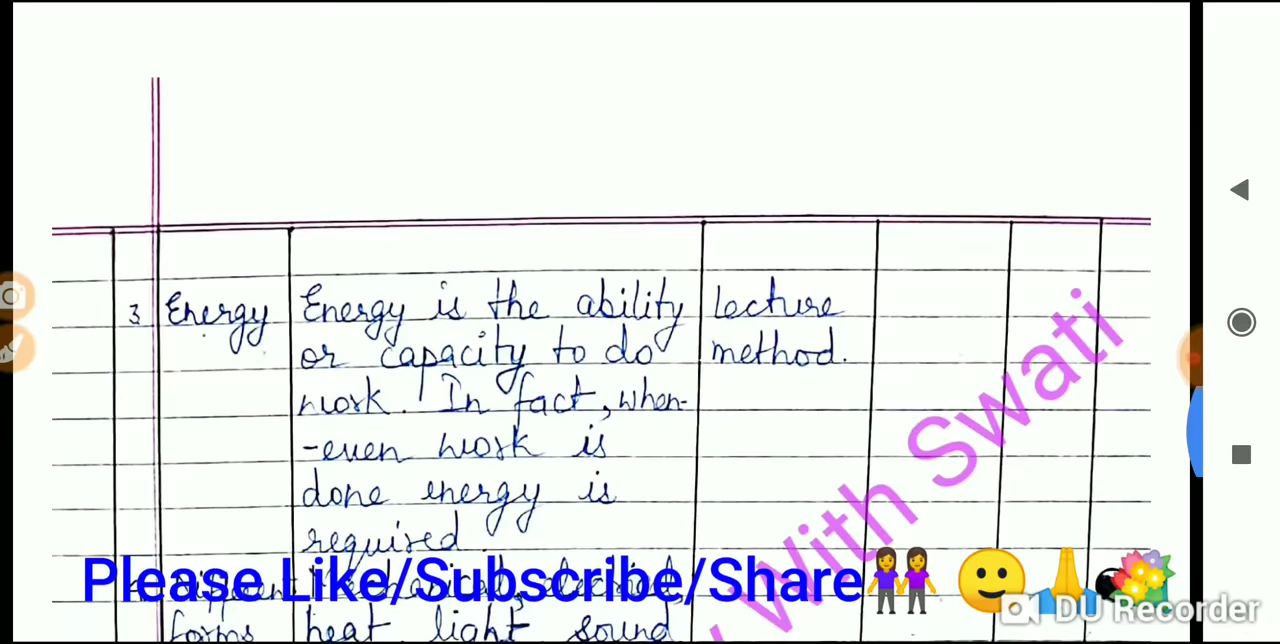 3 Energy Energy is the ability lecture
or capacity to do method.
work. In fact, when-
-even work is
done energy is
required
With Swati
Please Like/Subscribe/Share
forms heat light sound
DU Recorder